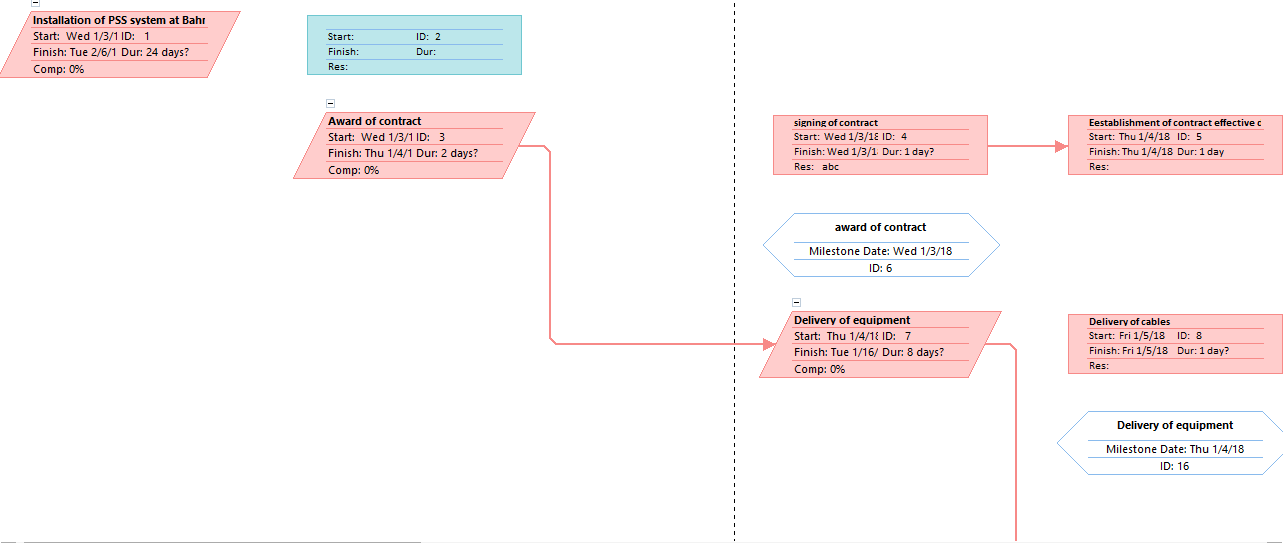 Installation of PSS system at Bahr
Start: Wed 1/3/1 ID: 1
Finish: Tue 2/6/1 Dur: 24 days?
Comp: 0%
Start: ID: 2
Finish: Dur:
Res:
Award of contract
Start: Wed 1/3/1 ID: 3
Finish: Thu 1/4/1 Dur: 2 days?
Comp: 0%
signing of contract
Start: Wed 1/3/18 ID: 4
Finish: Wed 1/3/1 Dur: 1 day?
Res: abc
Eestablishment of contract effective c
Start: Thu 1/4/18 ID: 5
Finish: Thu 1/4/18 Dur: 1 day
Res:
award of contract
Milestone Date: Wed 1/3/18
ID: 6
Delivery of equipment
Start: Thu 1/4/18 ID: 7
Finish: Tue 1/16/ Dur: 8 days?
Comp: 0%
Delivery of cables
Start: Fri 1/5/18 ID: 8
Finish: Fri 1/5/18 Dur: 1 day?
Res:
Delivery of equipment
Milestone Date: Thu 1/4/18
ID: 16